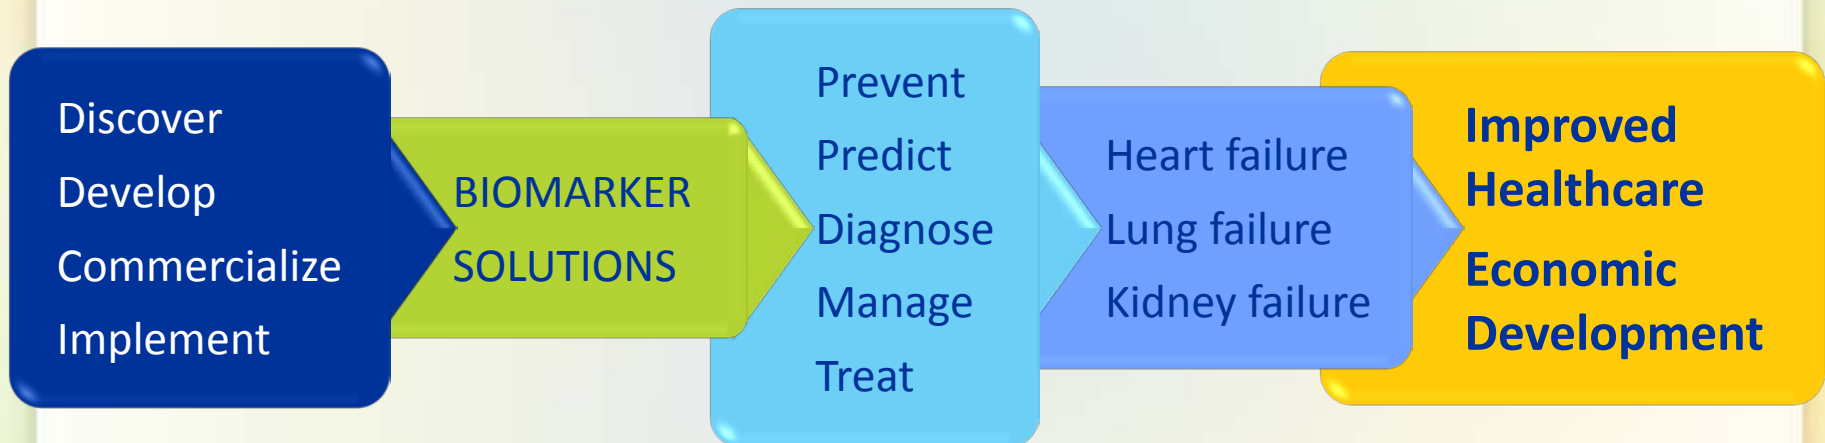 Discover
Develop
Commercialize
Implement
BIOMARKER
SOLUTIONS
Prevent
Predict
Diagnose
Manage
Treat
Heart failure
Lung failure
Kidney failure
Improved
Healthcare
Economic
Development